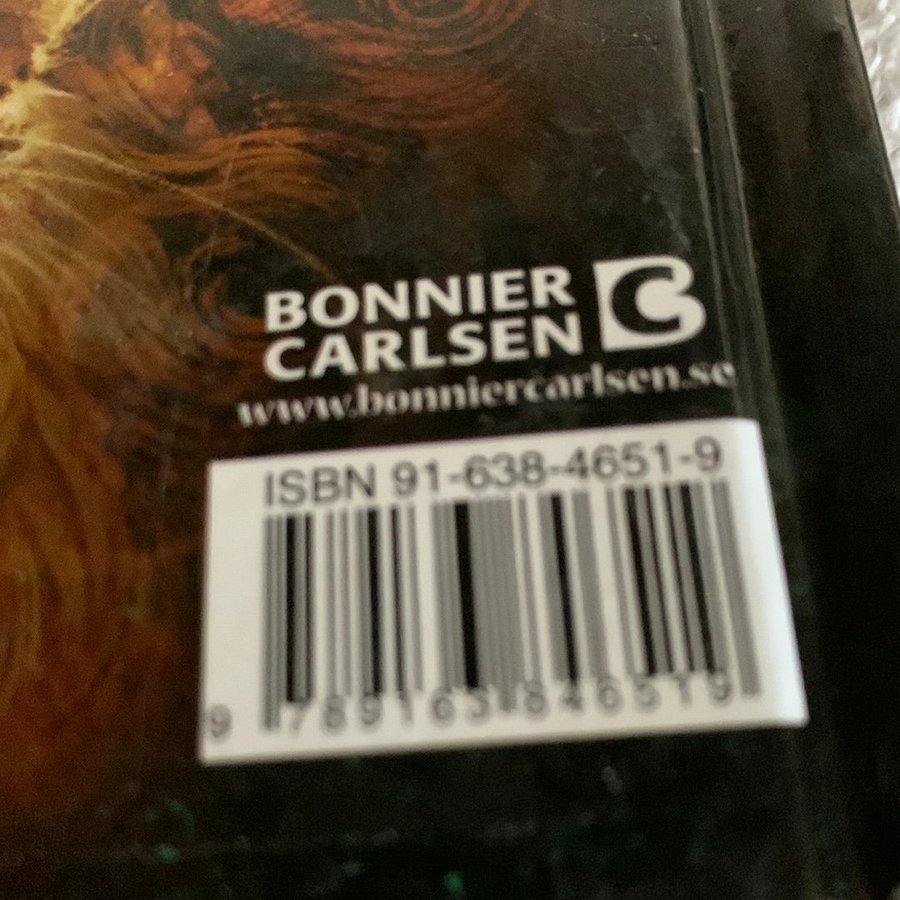 BONNIER
CARLSEN
www.bonniercarlsen.se
ISBN 91-638-4651-9
9 789163 846519